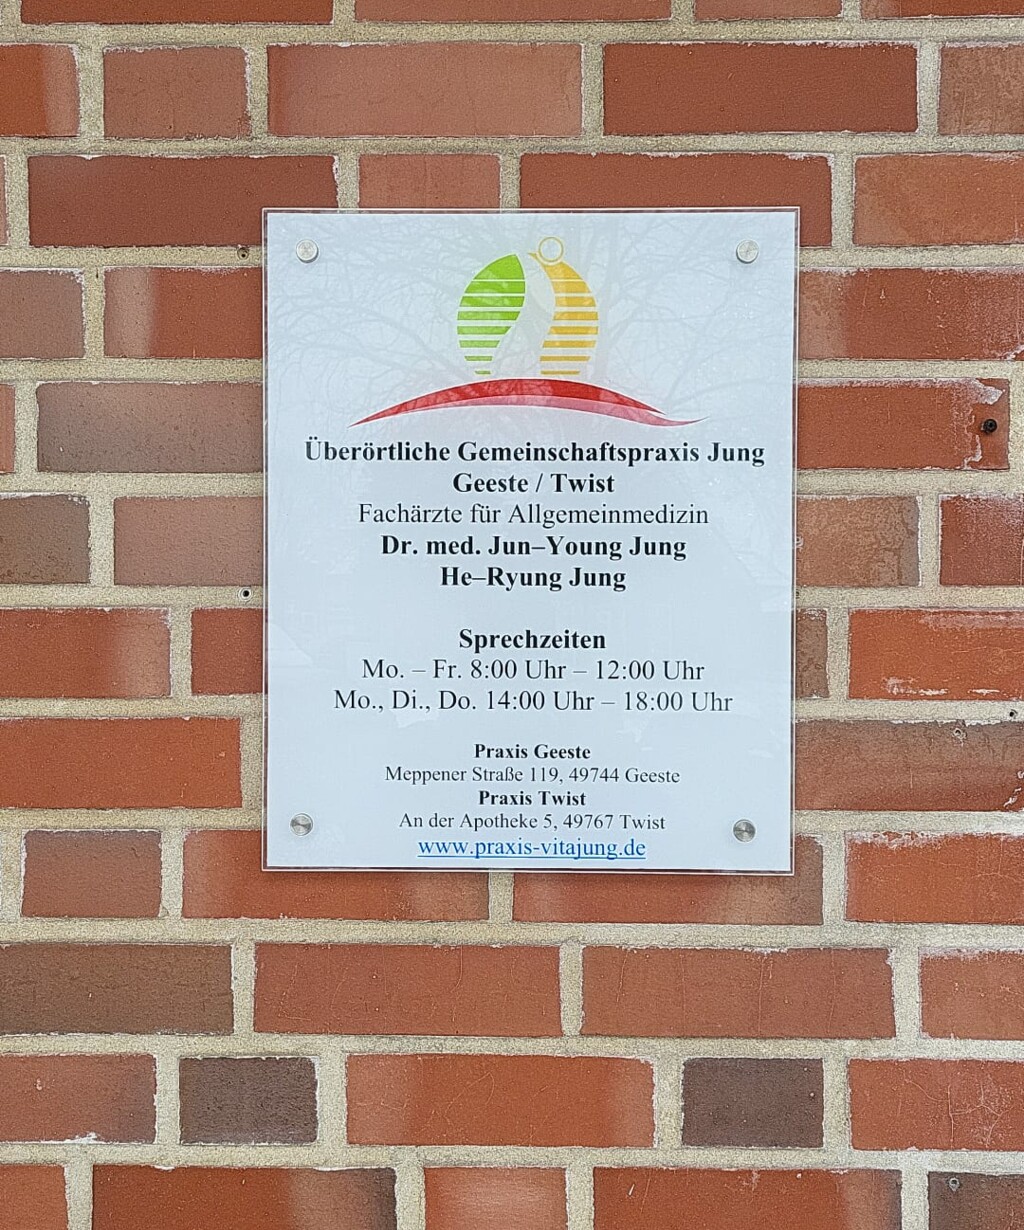 Überörtliche Gemeinschaftspraxis Jung
Geeste / Twist
Fachärzte für Allgemeinmedizin
Dr. med. Jun–Young Jung
He–Ryung Jung
Sprechzeiten
Mo. – Fr. 8:00 Uhr – 12:00 Uhr
Mo., Di., Do. 14:00 Uhr – 18:00 Uhr
Praxis Geeste
Meppener Straße 119, 49744 Geeste
Praxis Twist
An der Apotheke 5, 49767 Twist
www.praxis-vitajung.de